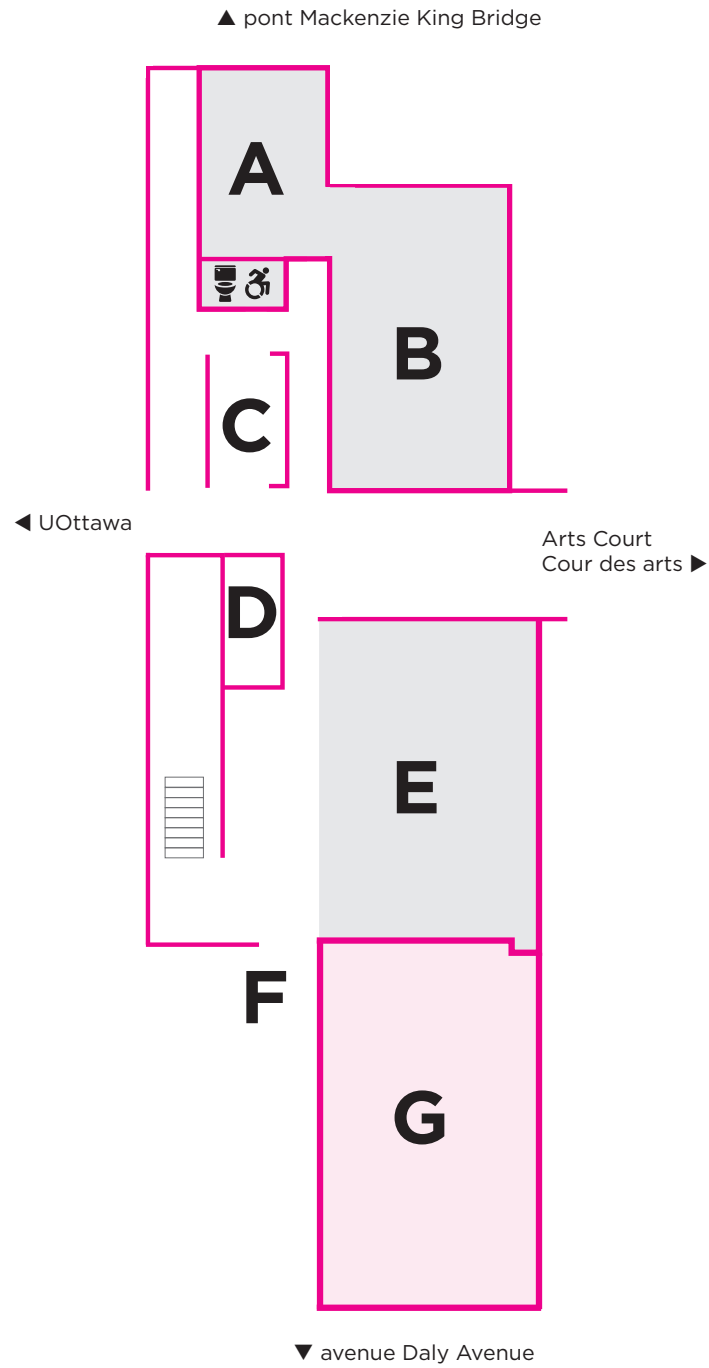 ▲ pont Mackenzie King Bridge
A
B
C
◀ UOttawa
Arts Court
Cour des arts ▶
D
E
F
G
▼ avenue Daly Avenue